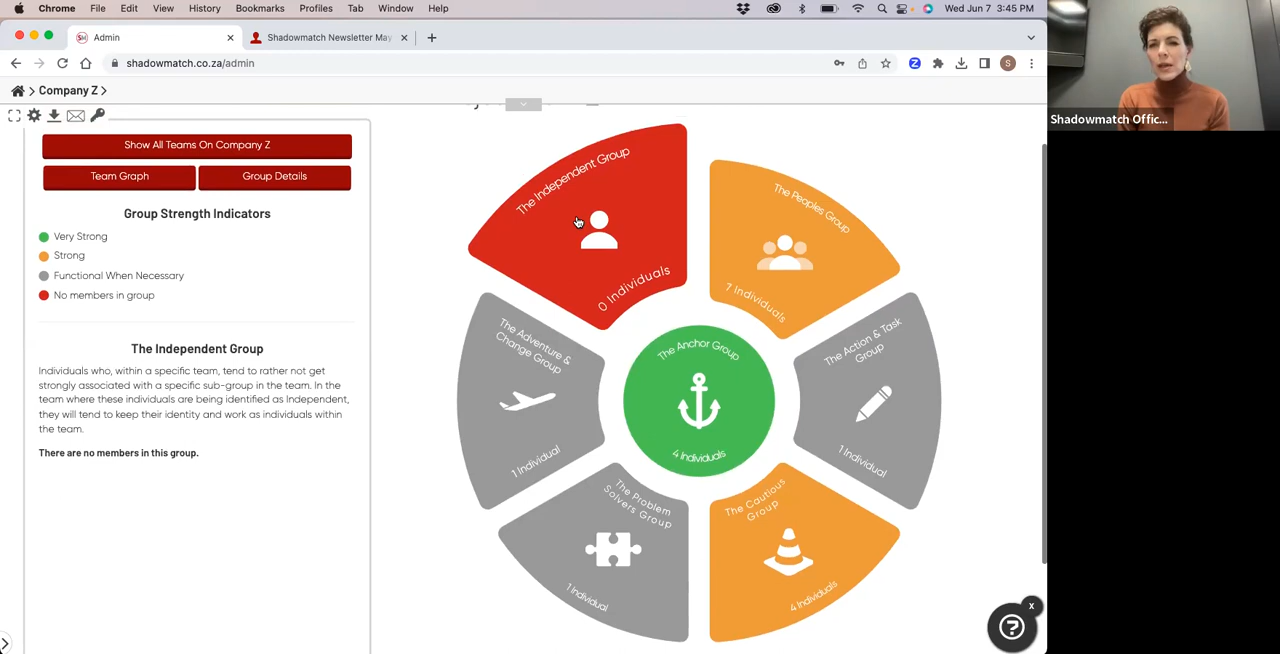 Chrome File Edit View History Bookmarks Profiles Tab Window Help
Wed Jun 7 3:45 PM
Admin
Shadowmatch Newsletter May
shadowmatch.co.za/admin
S
Company Z
Show All Teams On Company Z
Team Graph
Group Details
Group Strength Indicators
Very Strong
Strong
Functional When Necessary
No members in group
The Independent Group
Individuals who, within a specific team, tend to rather not get
strongly associated with a specific sub-group in the team. In the
team where these individuals are being identified as Independent,
they will tend to keep their identity and work as individuals within
the team.
There are no members in this group.
The Independent Group
0 Individuals
The Peoples Group
7 Individuals
The Adventure &
Change Group
1 Individual
The Anchor Group
4 Individuals
The Action & Task
Group
1 Individual
The Problem
Solvers Group
1 Individual
The Cautious
Group
4 Individuals
x
?
Shadowmatch Offic...